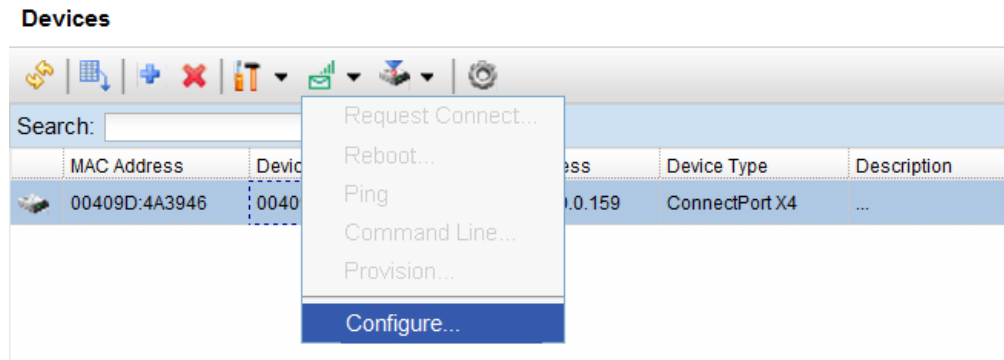 Devices
Search:
Request Connect...
Reboot...
Ping
Command Line...
Provision...
Configure...
MAC Address Devic ess Device Type Description
00409D:4A3946 0040 .0.159 ConnectPort X4 ...